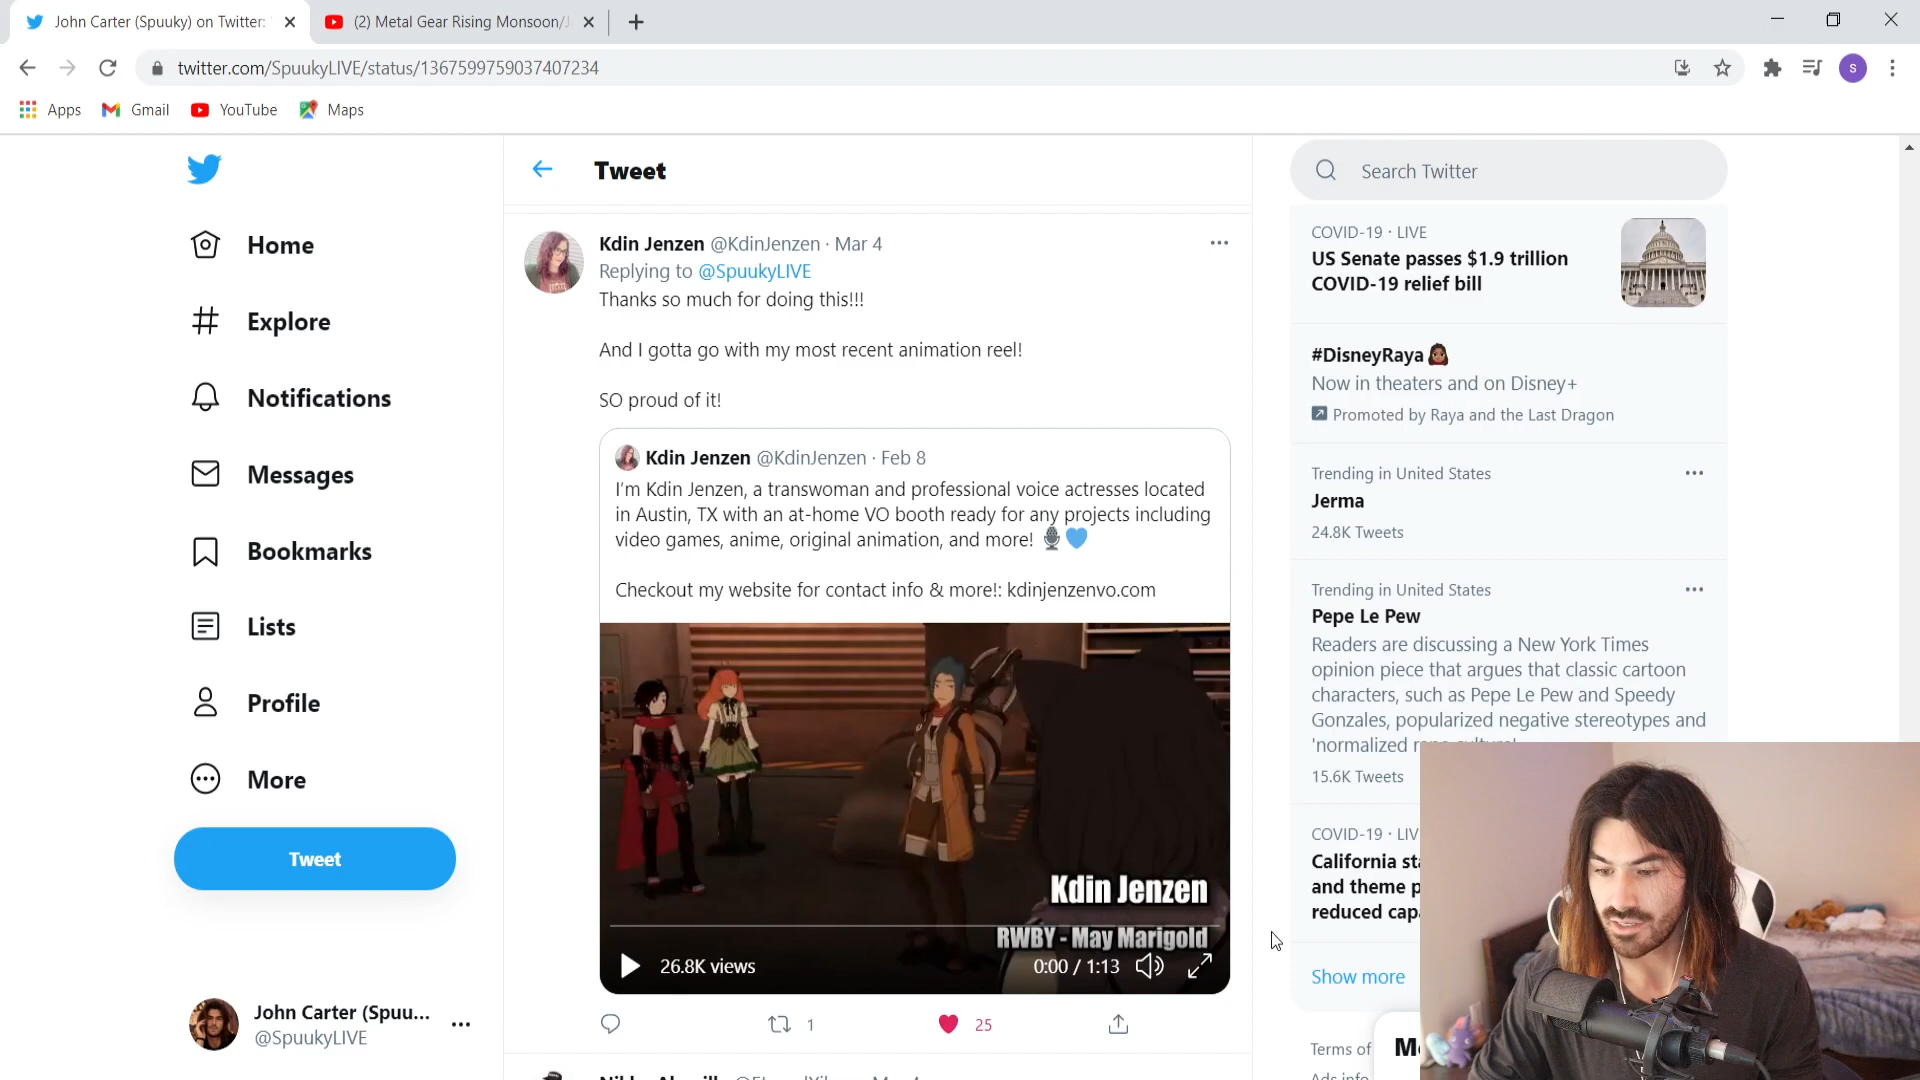 John Carter (Spuuky) on Twitter:
(2) Metal Gear Rising Monsoon/J
twitter.com/SpuukyLIVE/status/1367599759037407234
S
Apps
Gmail
YouTube
Maps
Home
Explore
Notifications
Messages
Bookmarks
Lists
Profile
More
Tweet
John Carter (Spuu...
@SpuukyLIVE
Tweet
Kdin Jenzen @KdinJenzen · Mar 4
Replying to @SpuukyLIVE
Thanks so much for doing this!!!
And I gotta go with my most recent animation reel!
SO proud of it!
Kdin Jenzen @KdinJenzen · Feb 8
I'm Kdin Jenzen, a transwoman and professional voice actresses located
in Austin, TX with an at-home VO booth ready for any projects including
video games, anime, original animation, and more!
Checkout my website for contact info & more!: kdinjenzenvo.com
Kdin Jenzen
RWBY - May Marigold
26.8K views
0:00 / 1:13
1
25
Search Twitter
COVID-19 · LIVE
US Senate passes $1.9 trillion
COVID-19 relief bill
#DisneyRaya
Now in theaters and on Disney+
Promoted by Raya and the Last Dragon
Trending in United States
Jerma
24.8K Tweets
Trending in United States
Pepe Le Pew
Readers are discussing a New York Times
opinion piece that argues that classic cartoon
characters, such as Pepe Le Pew and Speedy
Gonzales, popularized negative stereotypes and
'normalized
15.6K Tweets
COVID-19 · LIV
California
and theme p
reduced
Show more
Terms of